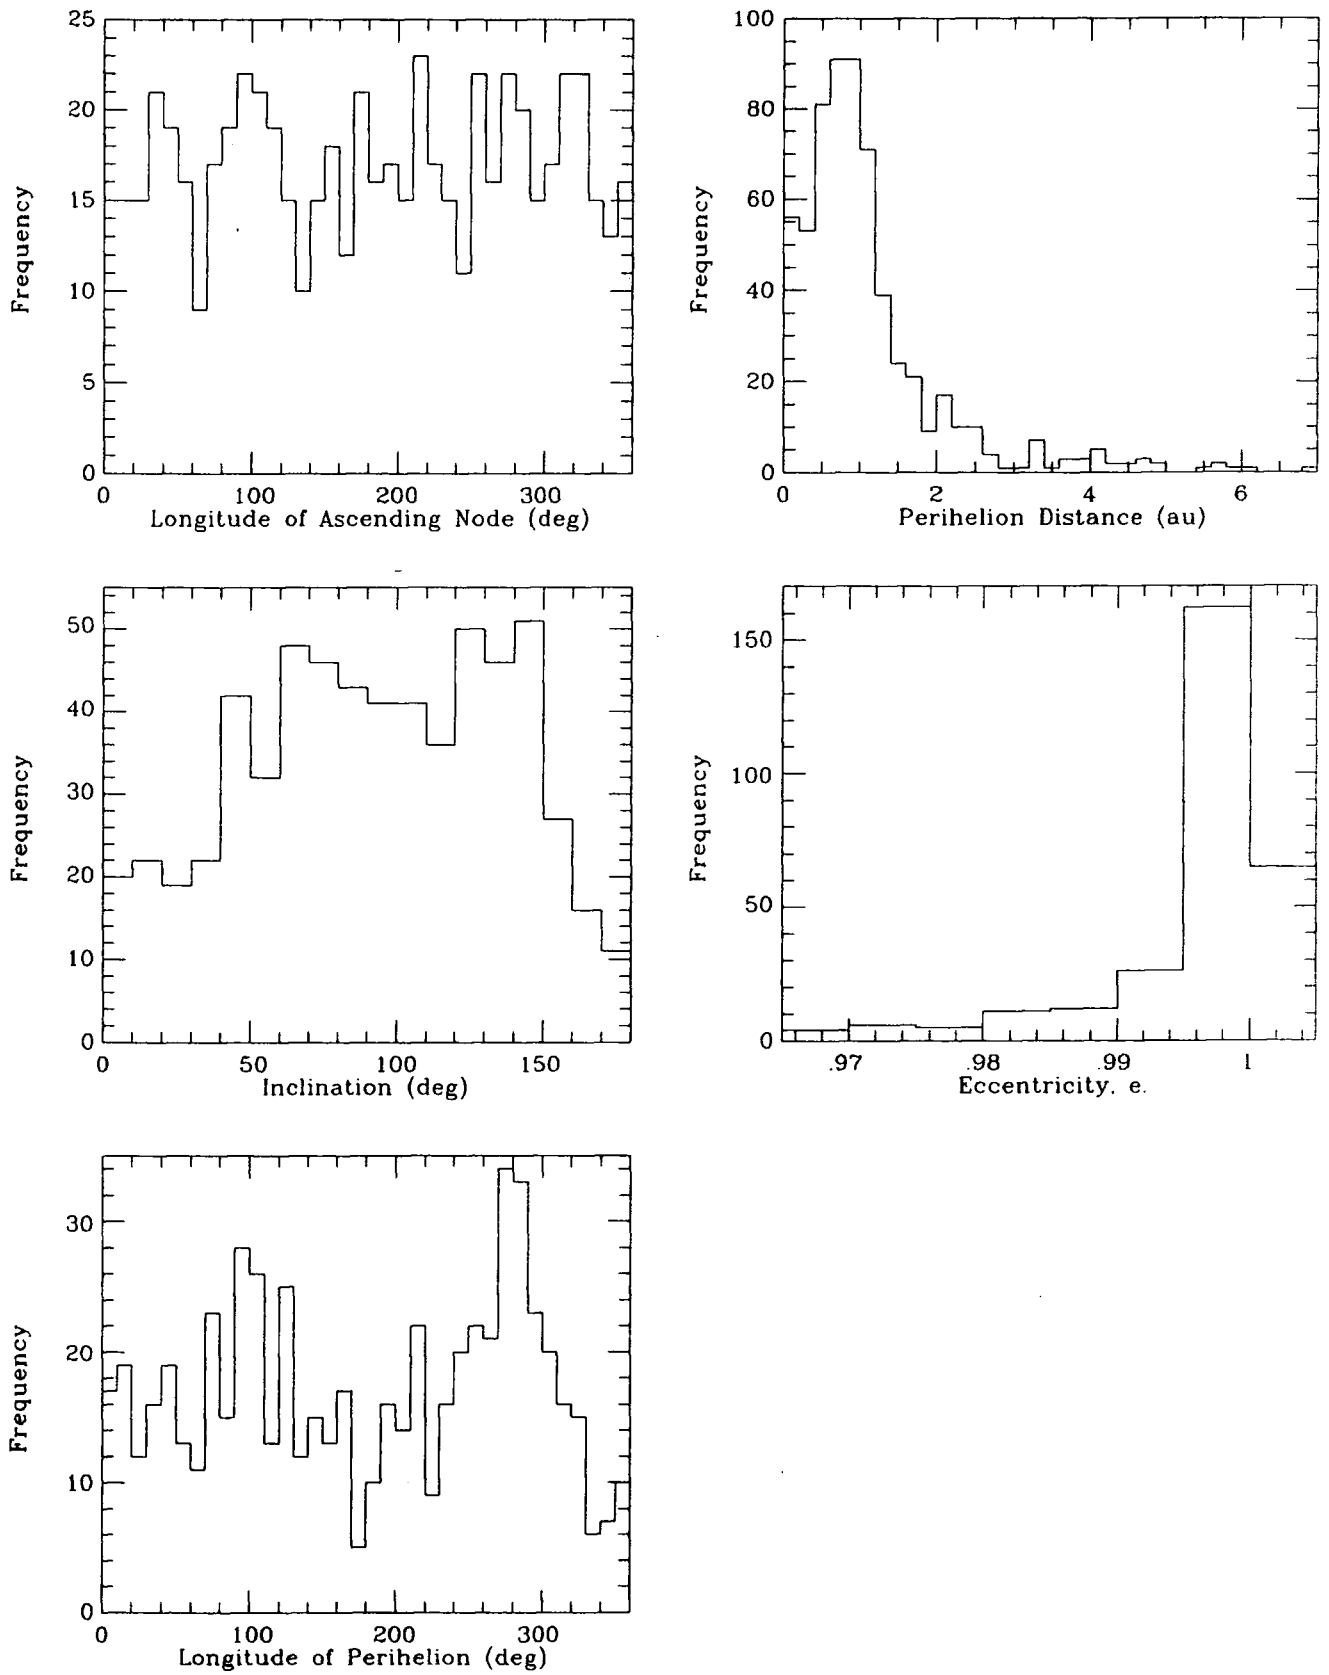 25
20
15
10
5
0
Frequency
0 100 200 300
Longitude of Ascending Node (deg)
100
80
60
40
20
0
Frequency
0 2 4 6
Perihelion Distance (au)
50
40
30
20
10
0
Frequency
0 50 100 150
Inclination (deg)
150
100
50
0
Frequency
.97 .98 .99 1
Eccentricity, e.
30
20
10
0
Frequency
0 100 200 300
Longitude of Perihelion (deg)